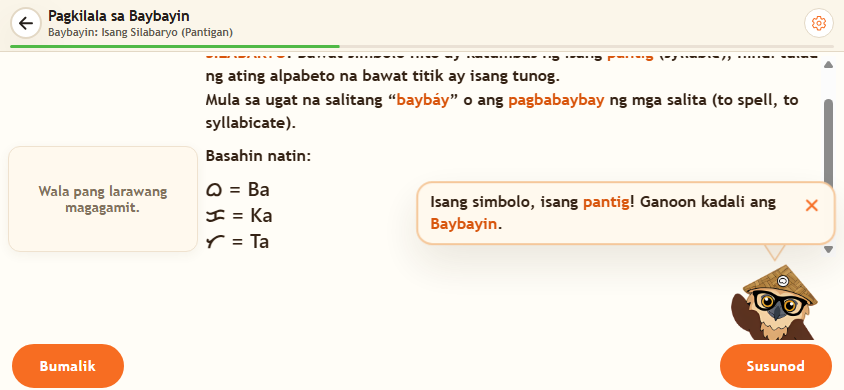 Pagkilala sa Baybayin
Baybayin: Isang Silabaryo (Pantigan)
ng ating alpabeto na bawat titik ay isang tunog.
Mula sa ugat na salitang “baybáy” o ang pagbabaybay ng mga salita (to spell, to
syllabicate).
Basahin natin:
ᜊ = Ba
ᜃ = Ka
ᜆ = Ta
Wala pang larawang
magagamit.
Isang simbolo, isang pantig! Ganoon kadali ang
Baybayin.
Bumalik
Susunod